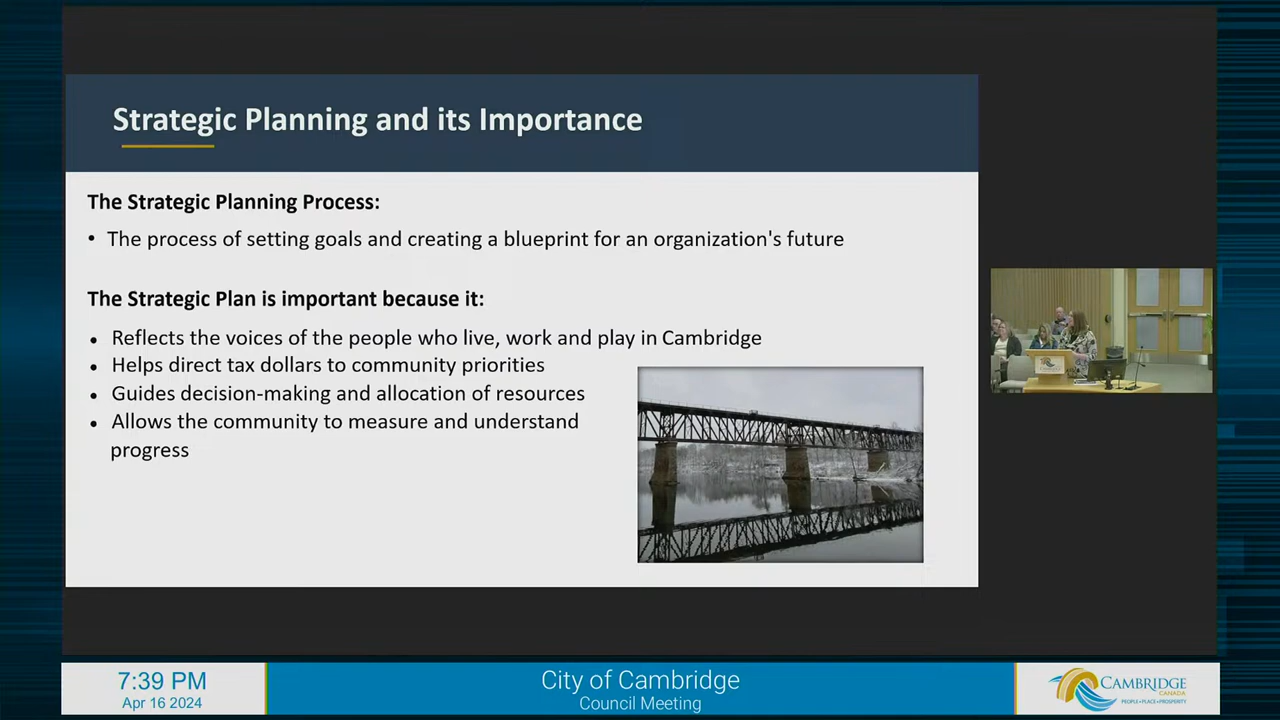 Strategic Planning and its Importance
The Strategic Planning Process:
• The process of setting goals and creating a blueprint for an organization's future
The Strategic Plan is important because it:
• Reflects the voices of the people who live, work and play in Cambridge
• Helps direct tax dollars to community priorities
• Guides decision-making and allocation of resources
• Allows the community to measure and understand
progress
CAMBRIDGE
7:39 PM
Apr 16 2024
City of Cambridge
Council Meeting
CAMBRIDGE
CANADA
PEOPLE • PLACE • PROSPERITY